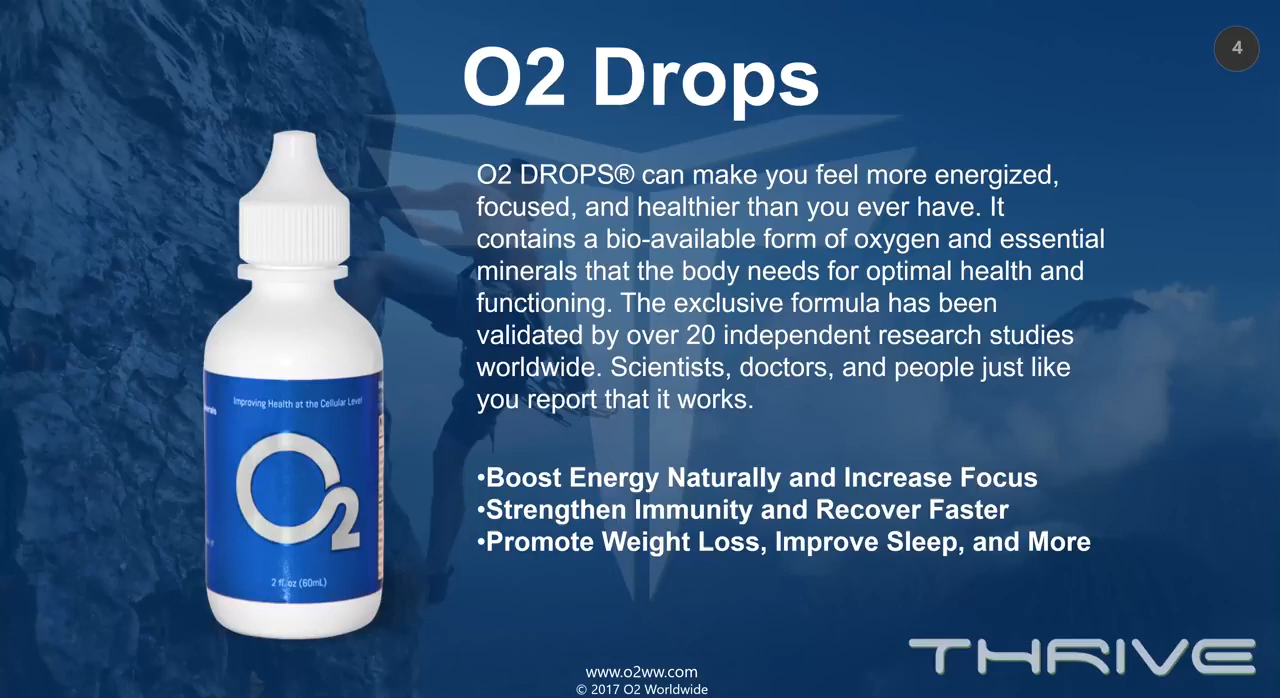 4
O2 Drops
O2 DROPS® can make you feel more energized,
focused, and healthier than you ever have. It
contains a bio-available form of oxygen and essential
minerals that the body needs for optimal health and
functioning. The exclusive formula has been
validated by over 20 independent research studies
worldwide. Scientists, doctors, and people just like
you report that it works.
•Boost Energy Naturally and Increase Focus
•Strengthen Immunity and Recover Faster
•Promote Weight Loss, Improve Sleep, and More
Improving Health at the Cellular Level
O2
2 fl. oz (60mL)
THRIVE
www.o2ww.com
© 2017 O2 Worldwide